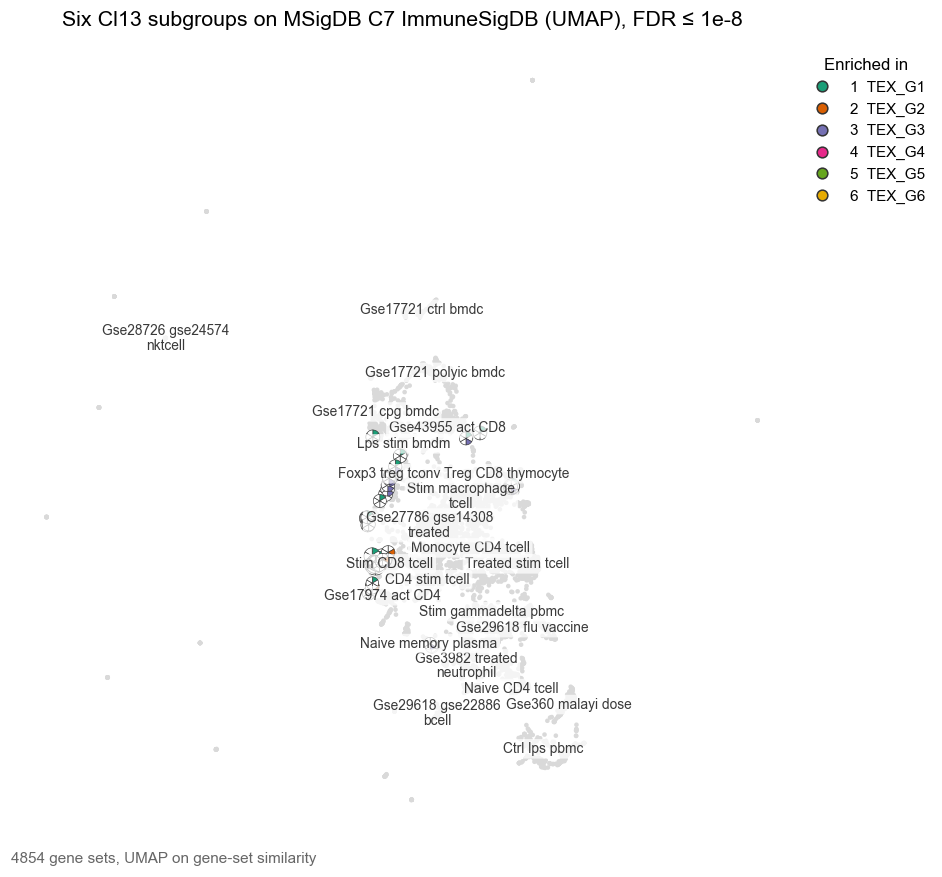 Six Cl13 subgroups on MSigDB C7 ImmuneSigDB (UMAP), FDR ≤ 1e-8
Enriched in
1 TEX_G1
2 TEX_G2
3 TEX_G3
4 TEX_G4
5 TEX_G5
6 TEX_G6
Gse17721 ctrl bmdc
Gse28726 gse24574
nktcell
Gse17721 polyic bmdc
Gse17721 cpg bmdc
Gse43955 act CD8
Lps stim bmdm
Foxp3 treg tconv
Treg CD8 thymocyte
Stim macrophage
tcell
Gse27786 gse14308
treated
Monocyte CD4 tcell
Stim CD8 tcell
Treated stim tcell
CD4 stim tcell
Gse17974 act CD4
Stim gammadelta pbmc
Gse29618 flu vaccine
Naive memory plasma
Gse3982 treated
neutrophil
Naive CD4 tcell
Gse29618 gse22886
bcell
Gse360 malayi dose
Ctrl lps pbmc
4854 gene sets, UMAP on gene-set similarity